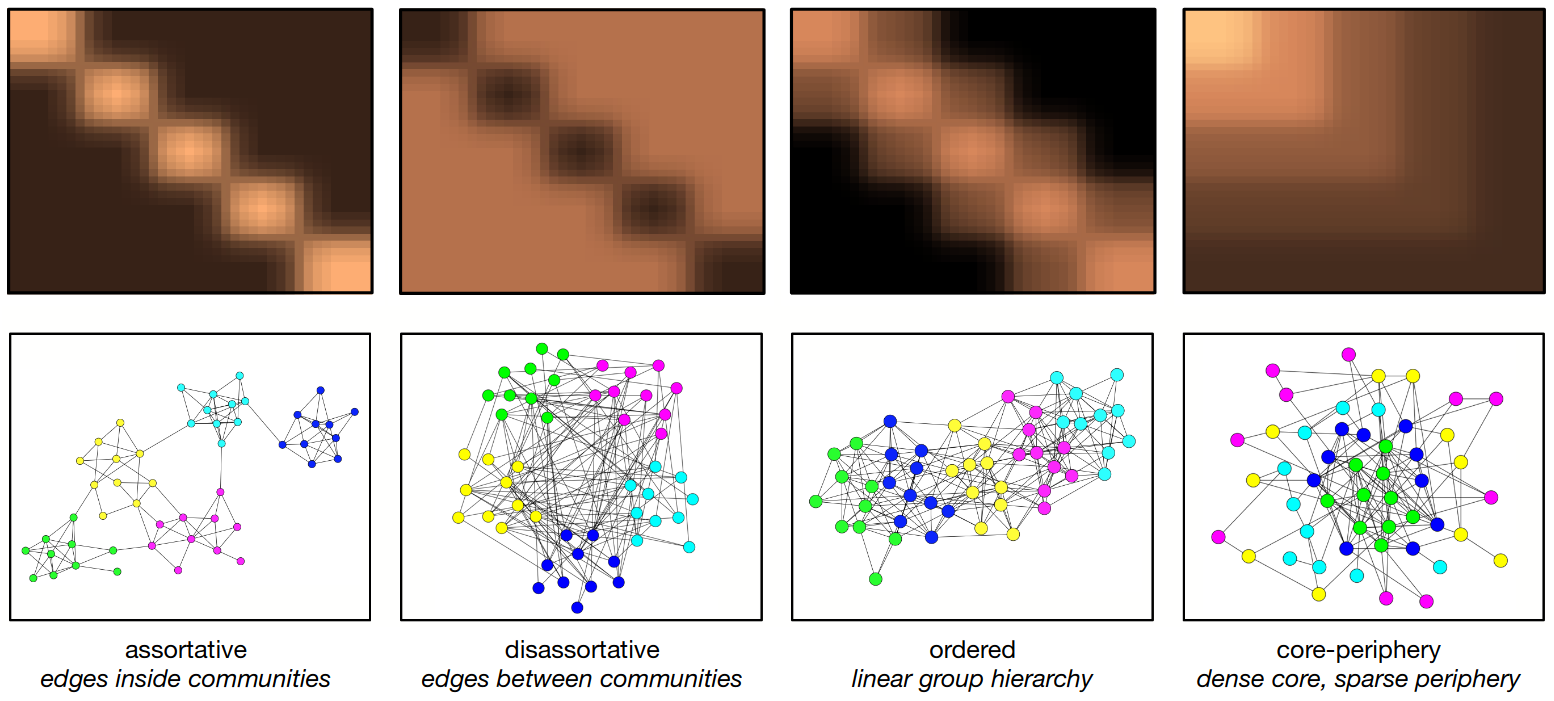 assortative
edges inside communities
disassortative
edges between communities
ordered
linear group hierarchy
core-periphery
dense core, sparse periphery